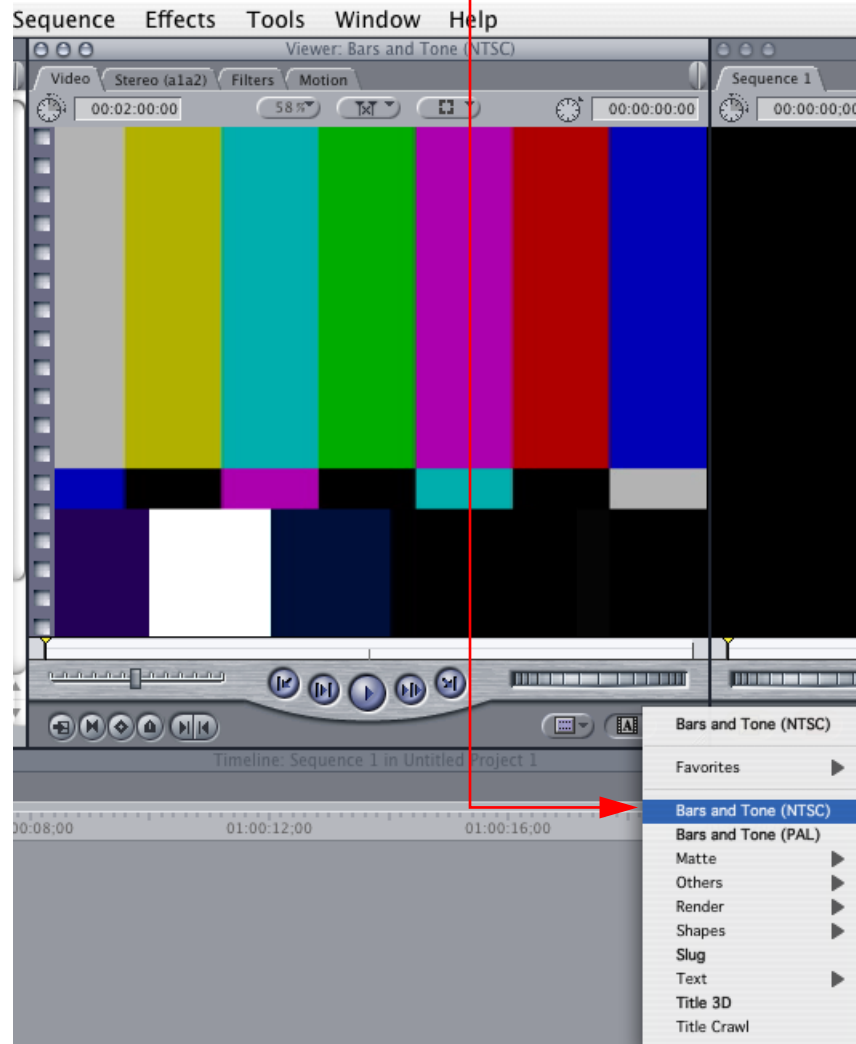 Sequence Effects Tools Window Help
Viewer: Bars and Tone (NTSC)
Video Stereo (a1a2) Filters Motion
Sequence 1
00:02:00:00 58% 00:00:00:00
00:00:00;00
A
Timeline: Sequence 1 in Untitled Project 1
00:08;00 01:00:12;00 01:00:16;00
Bars and Tone (NTSC)
Favorites
Bars and Tone (NTSC)
Bars and Tone (PAL)
Matte
Others
Render
Shapes
Slug
Text
Title 3D
Title Crawl